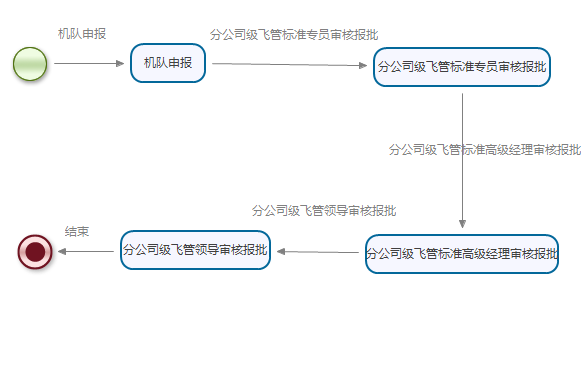 机队申报
分公司级飞管标准专员审核报批
机队申报
分公司级飞管标准专员审核报批
分公司级飞管标准高级经理审核报批
分公司级飞管领导审核报批
结束
分公司级飞管领导审核报批
分公司级飞管标准高级经理审核报批